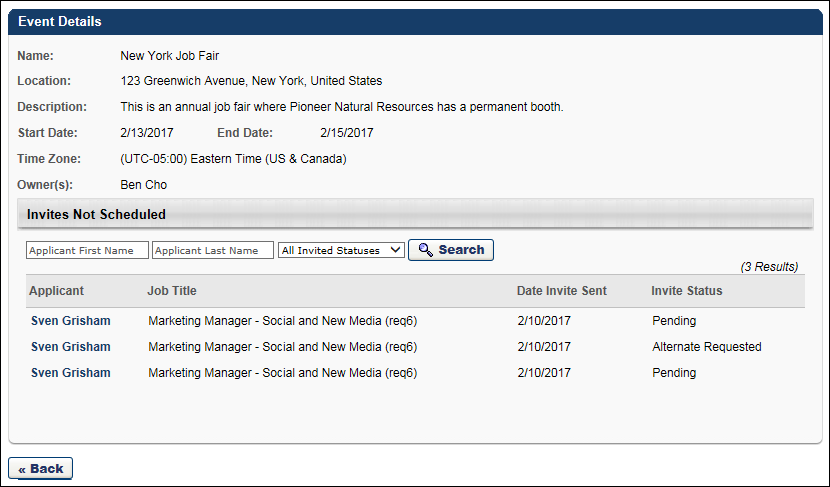 Event Details
Name: New York Job Fair
Location: 123 Greenwich Avenue, New York, United States
Description: This is an annual job fair where Pioneer Natural Resources has a permanent booth.
Start Date: 2/13/2017 End Date: 2/15/2017
Time Zone: (UTC-05:00) Eastern Time (US & Canada)
Owner(s): Ben Cho
Invites Not Scheduled
Applicant First Name Applicant Last Name All Invited Statuses Search
(3 Results)
Applicant Job Title Date Invite Sent Invite Status
Sven Grisham Marketing Manager - Social and New Media (req6) 2/10/2017 Pending
Sven Grisham Marketing Manager - Social and New Media (req6) 2/10/2017 Alternate Requested
Sven Grisham Marketing Manager - Social and New Media (req6) 2/10/2017 Pending
« Back